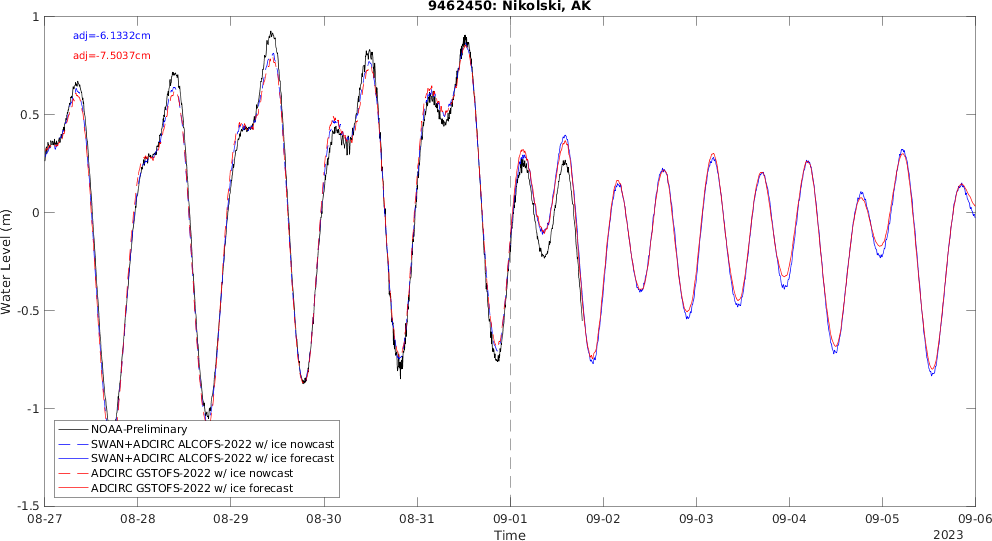 9462450: Nikolski, AK
adj=-6.1332cm
adj=-7.5037cm
1
0.5
0
-0.5
-1
-1.5
Water Level (m)
NOAA-Preliminary
SWAN+ADCIRC ALCOFS-2022 w/ ice nowcast
SWAN+ADCIRC ALCOFS-2022 w/ ice forecast
ADCIRC GSTOFS-2022 w/ ice nowcast
ADCIRC GSTOFS-2022 w/ ice forecast
08-27 08-28 08-29 08-30 08-31 09-01 09-02 09-03 09-04 09-05 09-06
Time
2023